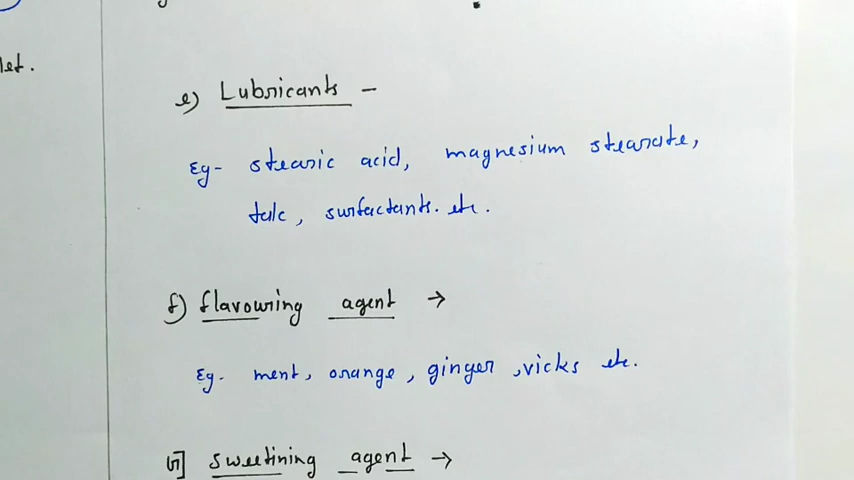 let.
e) Lubricants -
Eg- stearic acid, magnesium stearate,
talc, surfactants. etc.
f) flavouring agent →
Eg. ment, orange, ginger, vicks etc.
sweetining agent →